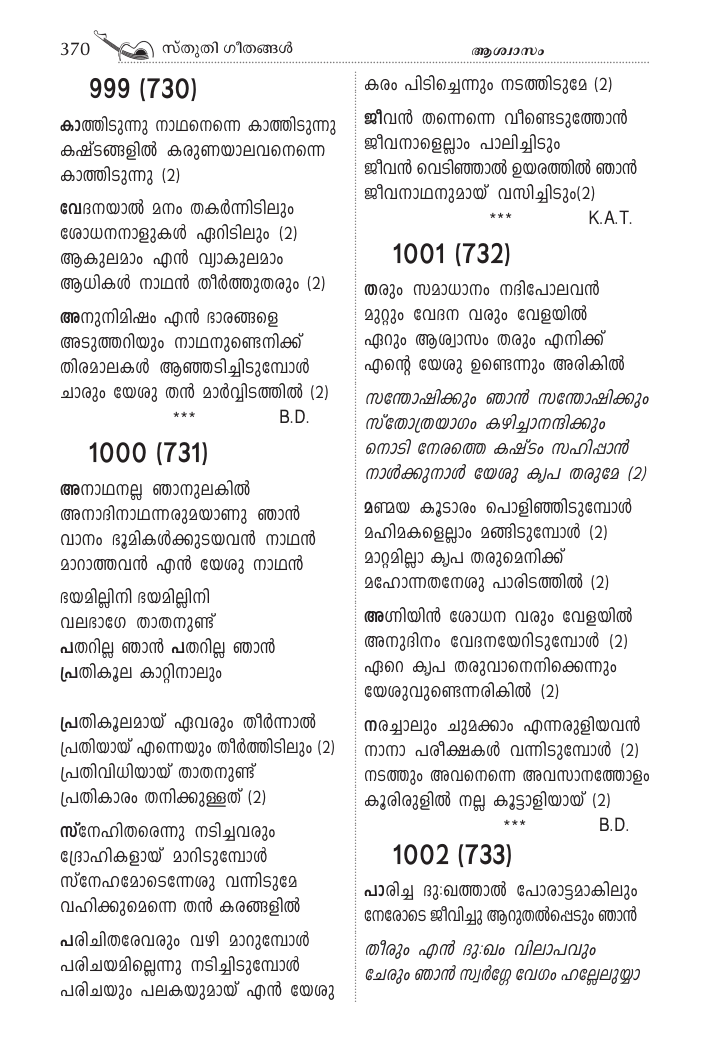 370 സ്തുതി ഗീതങ്ങൾ ആശ്വാസം
999 (730)
കാത്തിടുന്നു നാഥനെന്നെ കാത്തിടുന്നു
കഷ്ടങ്ങളിൽ കരുണയാലവനെന്നെ
കാത്തിടുന്നു (2)
വേദനയാൽ മനം തകർന്നിടിലും
ശോധനനാളുകൾ ഏറിടിലും (2)
ആകുലമാം എൻ വ്യാകുലമാം
ആധികൾ നാഥൻ തീർത്തുതരും (2)
അനുനിമിഷം എൻ ഭാരങ്ങളെ
അടുത്തറിയും നാഥനുണ്ടെനിക്ക്
തിരമാലകൾ ആഞ്ഞടിച്ചിടുമ്പോൾ
ചാരും യേശു തൻ മാർവ്വിടത്തിൽ (2)
*** B.D.
1000 (731)
അനാഥനല്ല ഞാനുലകിൽ
അനാദിനാഥന്നരുമയാണു ഞാൻ
വാനം ഭൂമികൾക്കുടയവൻ നാഥൻ
മാറാത്തവൻ എൻ യേശു നാഥൻ
ഭയമില്ലിനി ഭയമില്ലിനി
വലഭാഗേ താതനുണ്ട്
പതറില്ല ഞാൻ പതറില്ല ഞാൻ
പ്രതികൂല കാറ്റിനാലും
പ്രതികൂലമായ് ഏവരും തീർന്നാൽ
പ്രതിയായ് എന്നെയും തീർത്തിടിലും (2)
പ്രതിവിധിയായ് താതനുണ്ട്
പ്രതികാരം തനിക്കുള്ളത് (2)
സ്നേഹിതരെന്നു നടിച്ചവരും
ദ്രോഹികളായ് മാറിടുമ്പോൾ
സ്നേഹമോടെന്നേശു വന്നിടുമേ
വഹിക്കുമെന്നെ തൻ കരങ്ങളിൽ
പരിചിതരേവരും വഴി മാറുമ്പോൾ
പരിചയമില്ലെന്നു നടിച്ചിടുമ്പോൾ
പരിചയും പലകയുമായ് എൻ യേശു
കരം പിടിച്ചെന്നും നടത്തിടുമേ (2)
ജീവൻ തന്നെന്നെ വീണ്ടെടുത്തോൻ
ജീവനാളെല്ലാം പാലിച്ചിടും
ജീവൻ വെടിഞ്ഞാൽ ഉയരത്തിൽ ഞാൻ
ജീവനാഥനുമായ് വസിച്ചിടും(2)
*** K.A.T.
1001 (732)
തരും സമാധാനം നദിപോലവൻ
മുറ്റും വേദന വരും വേളയിൽ
ഏറും ആശ്വാസം തരും എനിക്ക്
എന്റെ യേശു ഉണ്ടെന്നും അരികിൽ
സന്തോഷിക്കും ഞാൻ സന്തോഷിക്കും
സ്തോത്രയാഗം കഴിച്ചാനന്ദിക്കും
നൊടി നേരത്തെ കഷ്ടം സഹിപ്പാൻ
നാൾക്കുനാൾ യേശു കൃപ തരുമേ (2)
മണ്മയ കൂടാരം പൊളിഞ്ഞിടുമ്പോൾ
മഹിമകളെല്ലാം മങ്ങിടുമ്പോൾ (2)
മാറ്റമില്ലാ കൃപ തരുമെനിക്ക്
മഹോന്നതനേശു പാരിടത്തിൽ (2)
അഗ്നിയിൻ ശോധന വരും വേളയിൽ
അനുദിനം വേദനയേറിടുമ്പോൾ (2)
ഏറെ കൃപ തരുവാനെനിക്കെന്നും
യേശുവുണ്ടെന്നരികിൽ (2)
നരച്ചാലും ചുമക്കാം എന്നരുളിയവൻ
നാനാ പരീക്ഷകൾ വന്നിടുമ്പോൾ (2)
നടത്തും അവനെന്നെ അവസാനത്തോളം
കൂരിരുളിൽ നല്ല കൂട്ടാളിയായ് (2)
*** B.D.
1002 (733)
പാരിച്ച ദുഃഖത്താൽ പോരാട്ടമാകിലും
നേരോടെ ജീവിച്ചു ആറുതൽപ്പെടും ഞാൻ
തീരും എൻ ദുഃഖം വിലാപവും
ചേരും ഞാൻ സ്വർഗ്ഗേ വേഗം ഹല്ലേലുയ്യാ